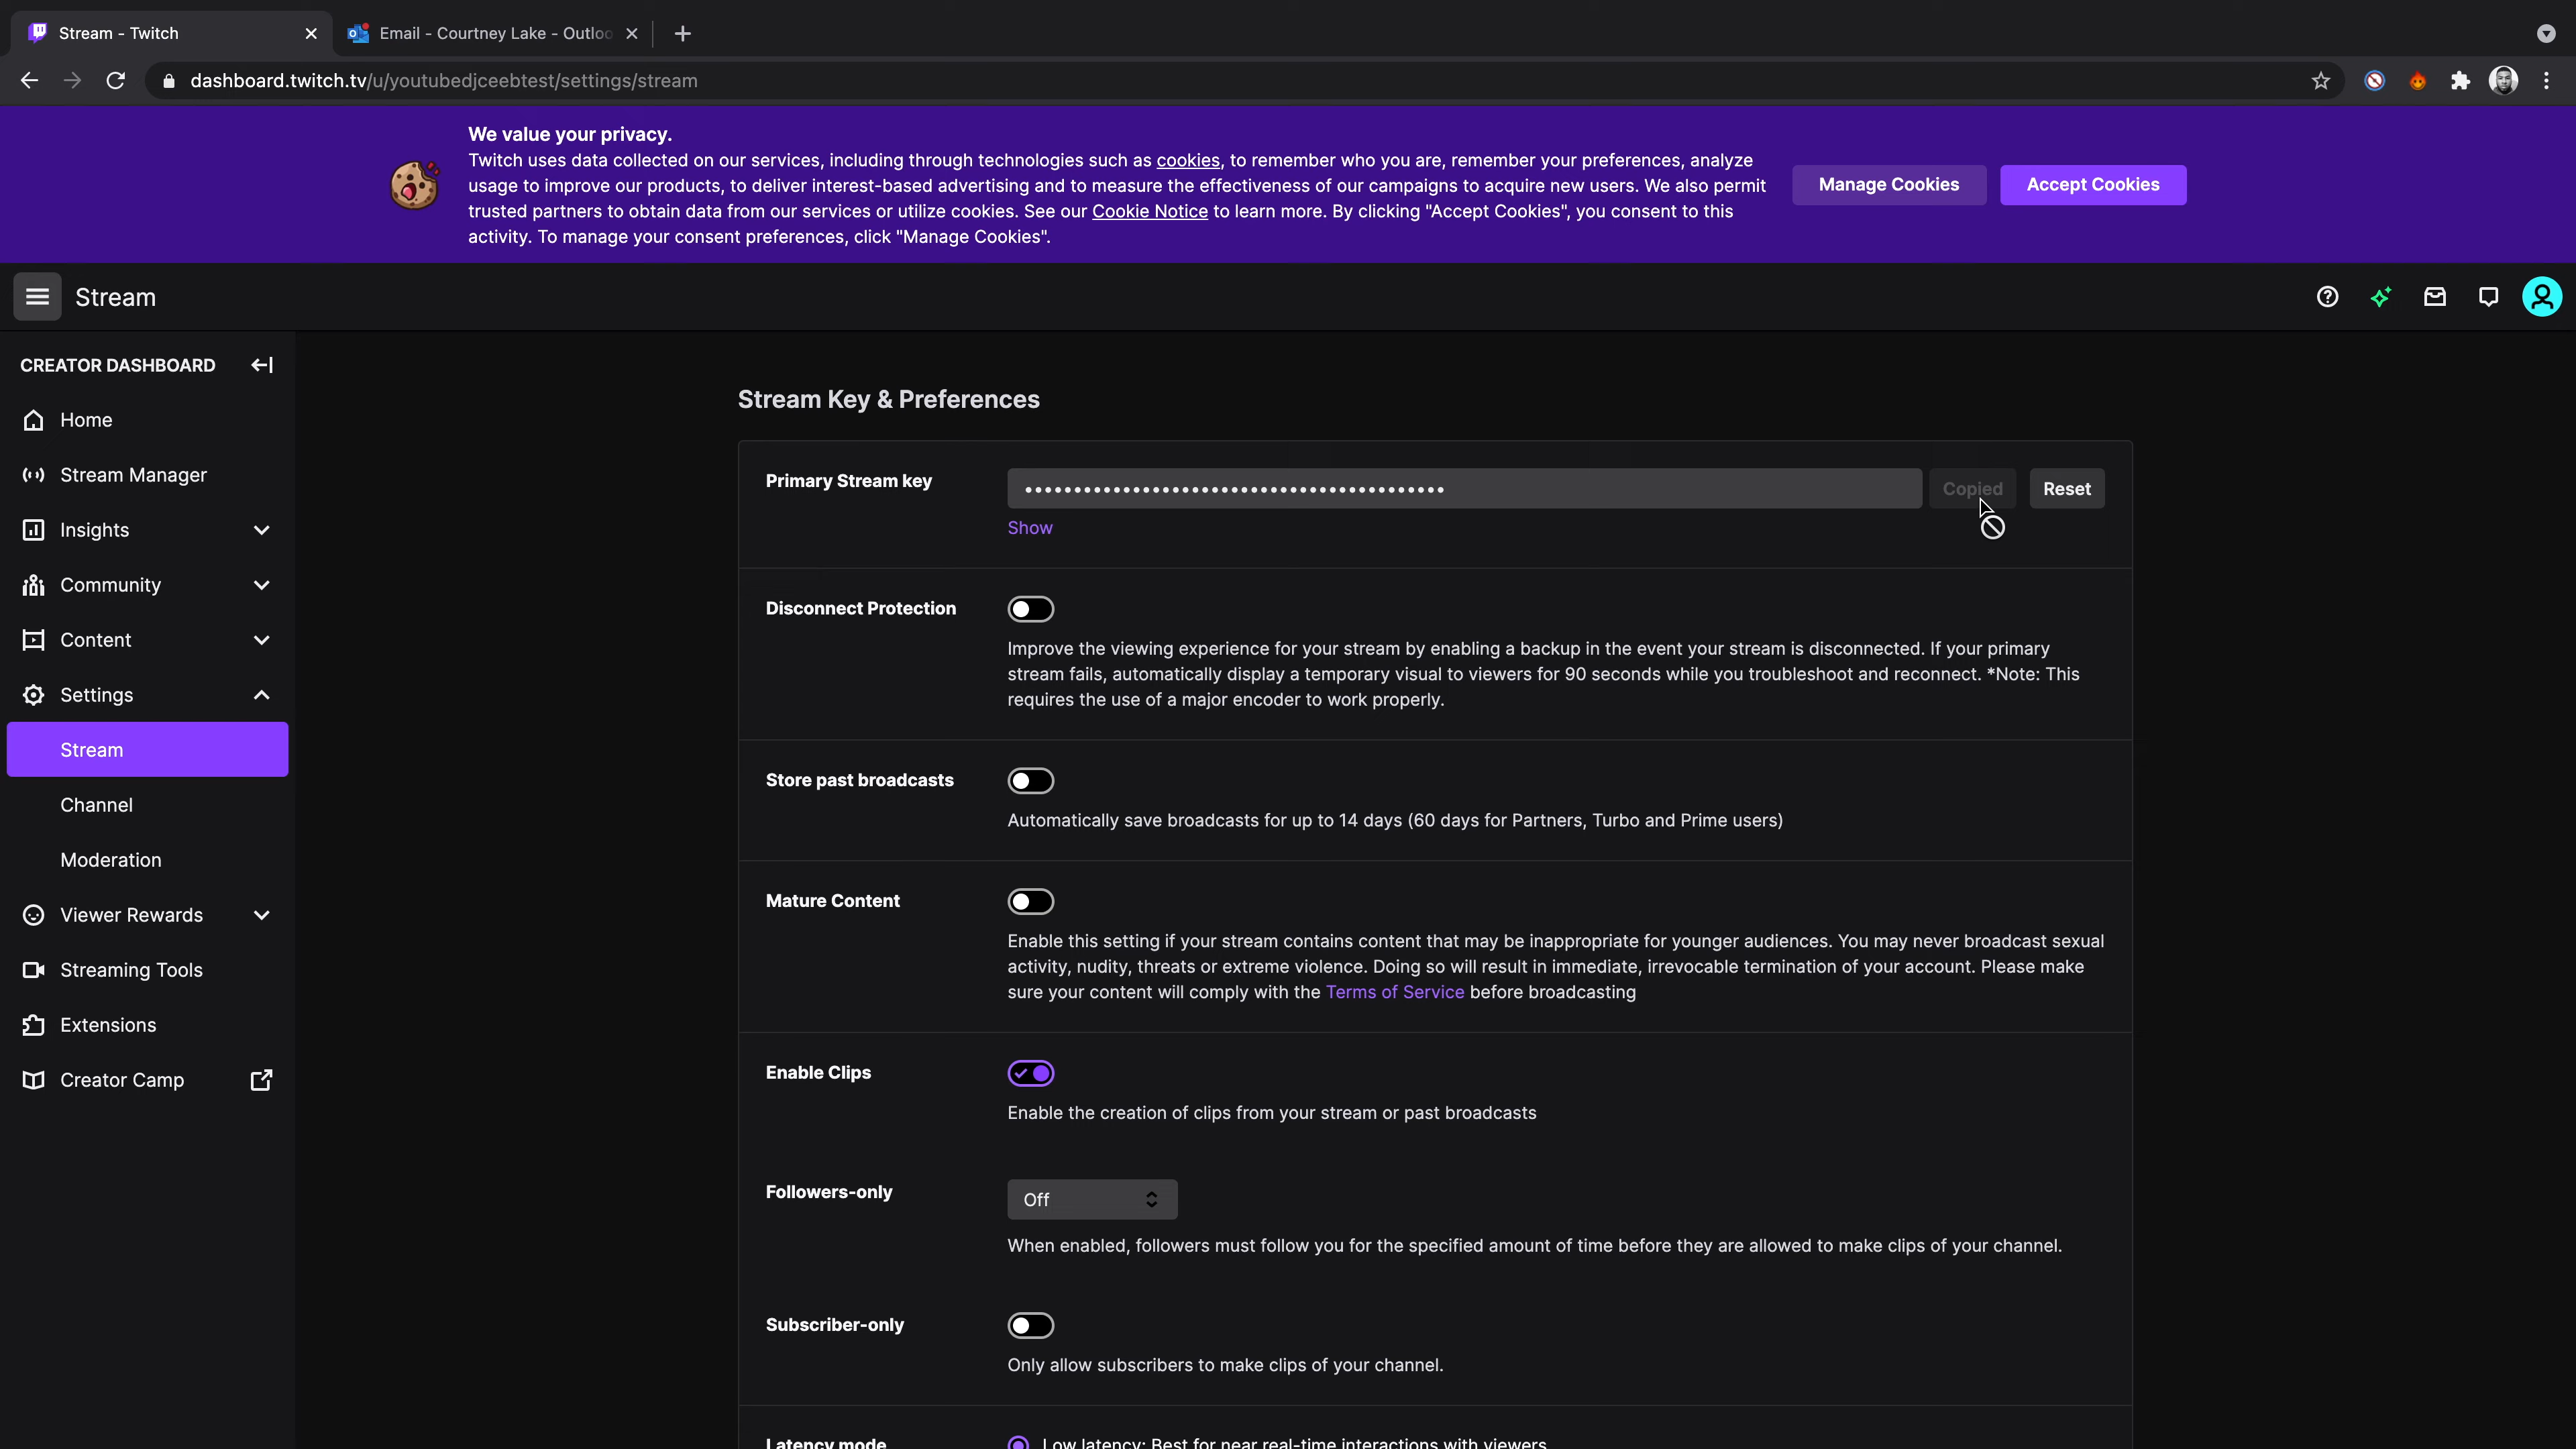 Stream - Twitch
Email - Courtney Lake - Outloo
dashboard.twitch.tv/u/youtubedjceebtest/settings/stream
We value your privacy.
Twitch uses data collected on our services, including through technologies such as cookies, to remember who you are, remember your preferences, analyze
usage to improve our products, to deliver interest-based advertising and to measure the effectiveness of our campaigns to acquire new users. We also permit
trusted partners to obtain data from our services or utilize cookies. See our Cookie Notice to learn more. By clicking "Accept Cookies", you consent to this
activity. To manage your consent preferences, click "Manage Cookies".
Manage Cookies
Accept Cookies
Stream
CREATOR DASHBOARD
Home
Stream Manager
Insights
Community
Content
Settings
Stream
Channel
Moderation
Viewer Rewards
Streaming Tools
Extensions
Creator Camp
Stream Key & Preferences
Primary Stream key
Copied
Reset
Show
Disconnect Protection
Improve the viewing experience for your stream by enabling a backup in the event your stream is disconnected. If your primary
stream fails, automatically display a temporary visual to viewers for 90 seconds while you troubleshoot and reconnect. *Note: This
requires the use of a major encoder to work properly.
Store past broadcasts
Automatically save broadcasts for up to 14 days (60 days for Partners, Turbo and Prime users)
Mature Content
Enable this setting if your stream contains content that may be inappropriate for younger audiences. You may never broadcast sexual
activity, nudity, threats or extreme violence. Doing so will result in immediate, irrevocable termination of your account. Please make
sure your content will comply with the Terms of Service before broadcasting
Enable Clips
Enable the creation of clips from your stream or past broadcasts
Followers-only
Off
When enabled, followers must follow you for the specified amount of time before they are allowed to make clips of your channel.
Subscriber-only
Only allow subscribers to make clips of your channel.
Latency mode
Low latency: Best for near real-time interactions with viewers